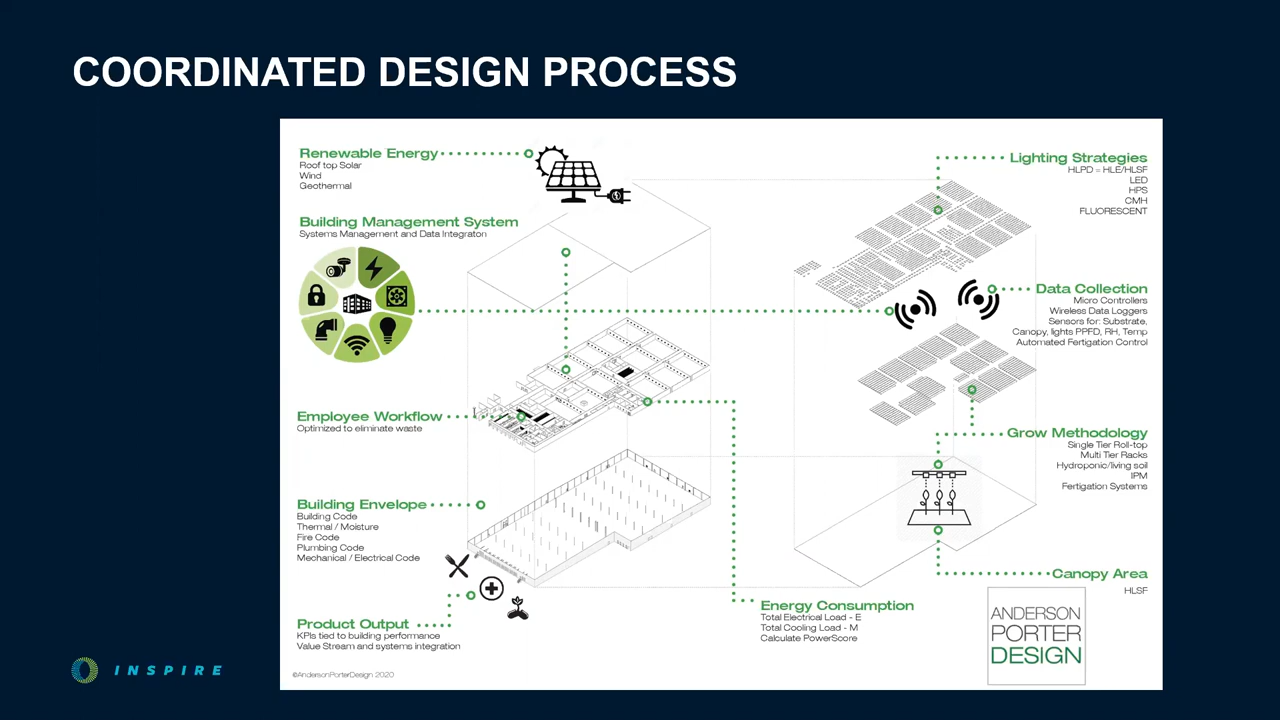 COORDINATED DESIGN PROCESS
Renewable Energy
Roof top Solar
Wind
Geothermal
Building Management System
Systems Management and Data Integraton
Employee Workflow
Optimized to eliminate waste
Building Envelope
Building Code
Thermal / Moisture
Fire Code
Plumbing Code
Mechanical / Electrical Code
Product Output
KPIs tied to building performance
Value Stream and systems integration
©AndersonPorterDesign 2020
Lighting Strategies
HLPD = HLE/HLSF
LED
HPS
CMH
FLUORESCENT
Data Collection
Micro Controllers
Wireless Data Loggers
Sensors for: Substrate,
Canopy, lights PPFD, RH, Temp
Automated Fertigation Control
Grow Methodology
Single Tier Roll-top
Multi Tier Racks
Hydroponic/living soil
IPM
Fertigation Systems
Canopy Area
HLSF
Energy Consumption
Total Electrical Load - E
Total Cooling Load - M
Calculate PowerScore
ANDERSON
PORTER
DESIGN
INSPIRE